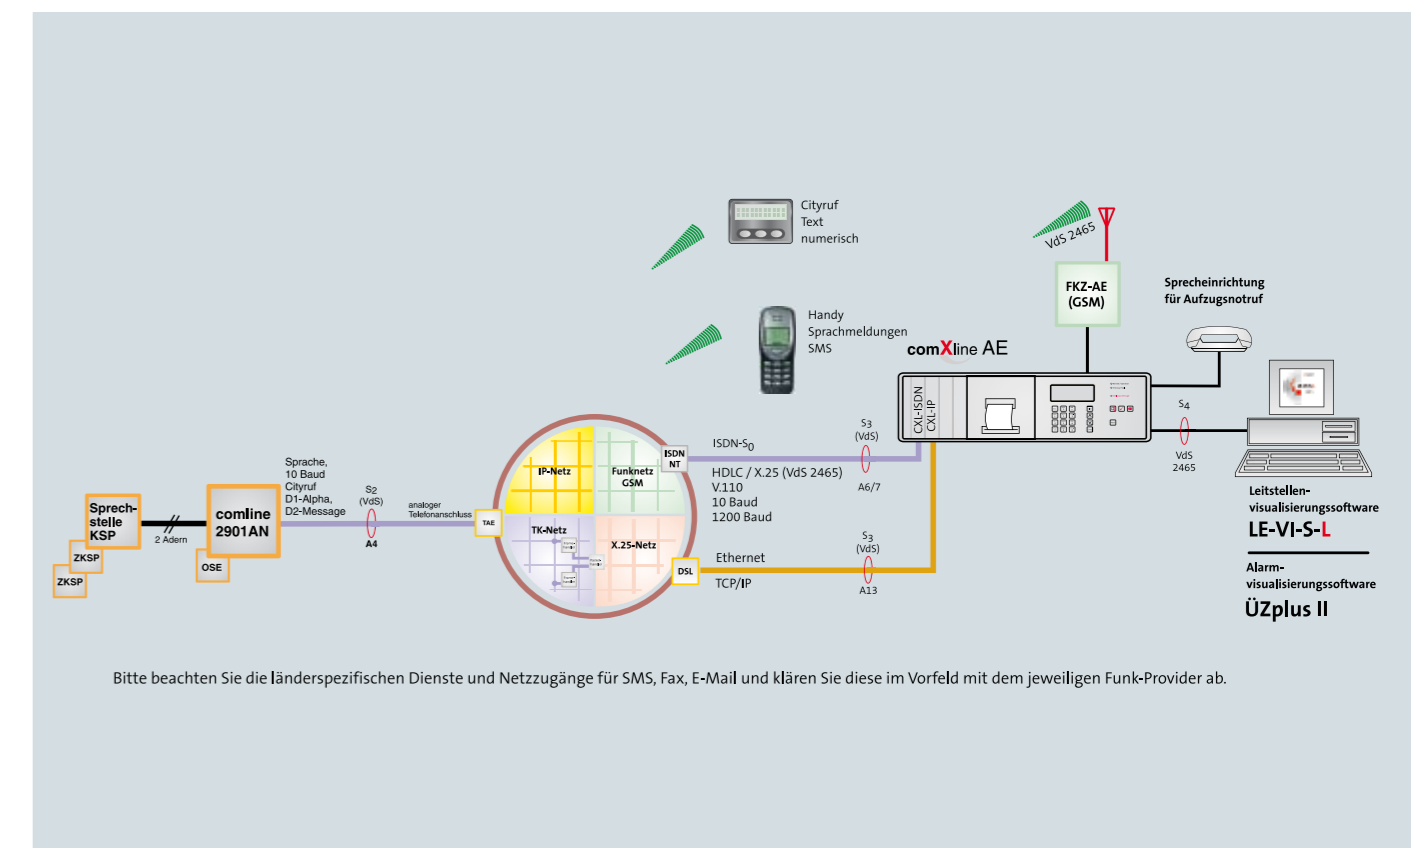 Cityruf
Text
numerisch
VdS 2465
FKZ-AE
(GSM)
Sprecheinrichtung
für Aufzugsnotruf
Handy
Sprachmeldungen
SMS
comXline AE
CXL-ISDN
CXL-IP
S4
VdS
2465
Sprech-
stelle
KSP
ZKSP
ZKSP
2 Adern
comline
2901AN
OSE
Sprache,
10 Baud
Cityruf
D1-Alpha,
D2-Message
S2
(VdS)
A4
analoger
Telefonanschluss
TAE
IP-Netz
Funknetz
GSM
TK-Netz
X.25-Netz
ISDN
NT
DSL
ISDN-S0
HDLC / X.25 (VdS 2465)
V.110
10 Baud
1200 Baud
S3
(VdS)
A6/7
Ethernet
TCP/IP
S3
(VdS)
A13
Leitstellen-
visualisierungssoftware
LE-VI-S-L
Alarm-
visualisierungssoftware
ÜZplus II
Bitte beachten Sie die länderspezifischen Dienste und Netzzugänge für SMS, Fax, E-Mail und klären Sie diese im Vorfeld mit dem jeweiligen Funk-Provider ab.